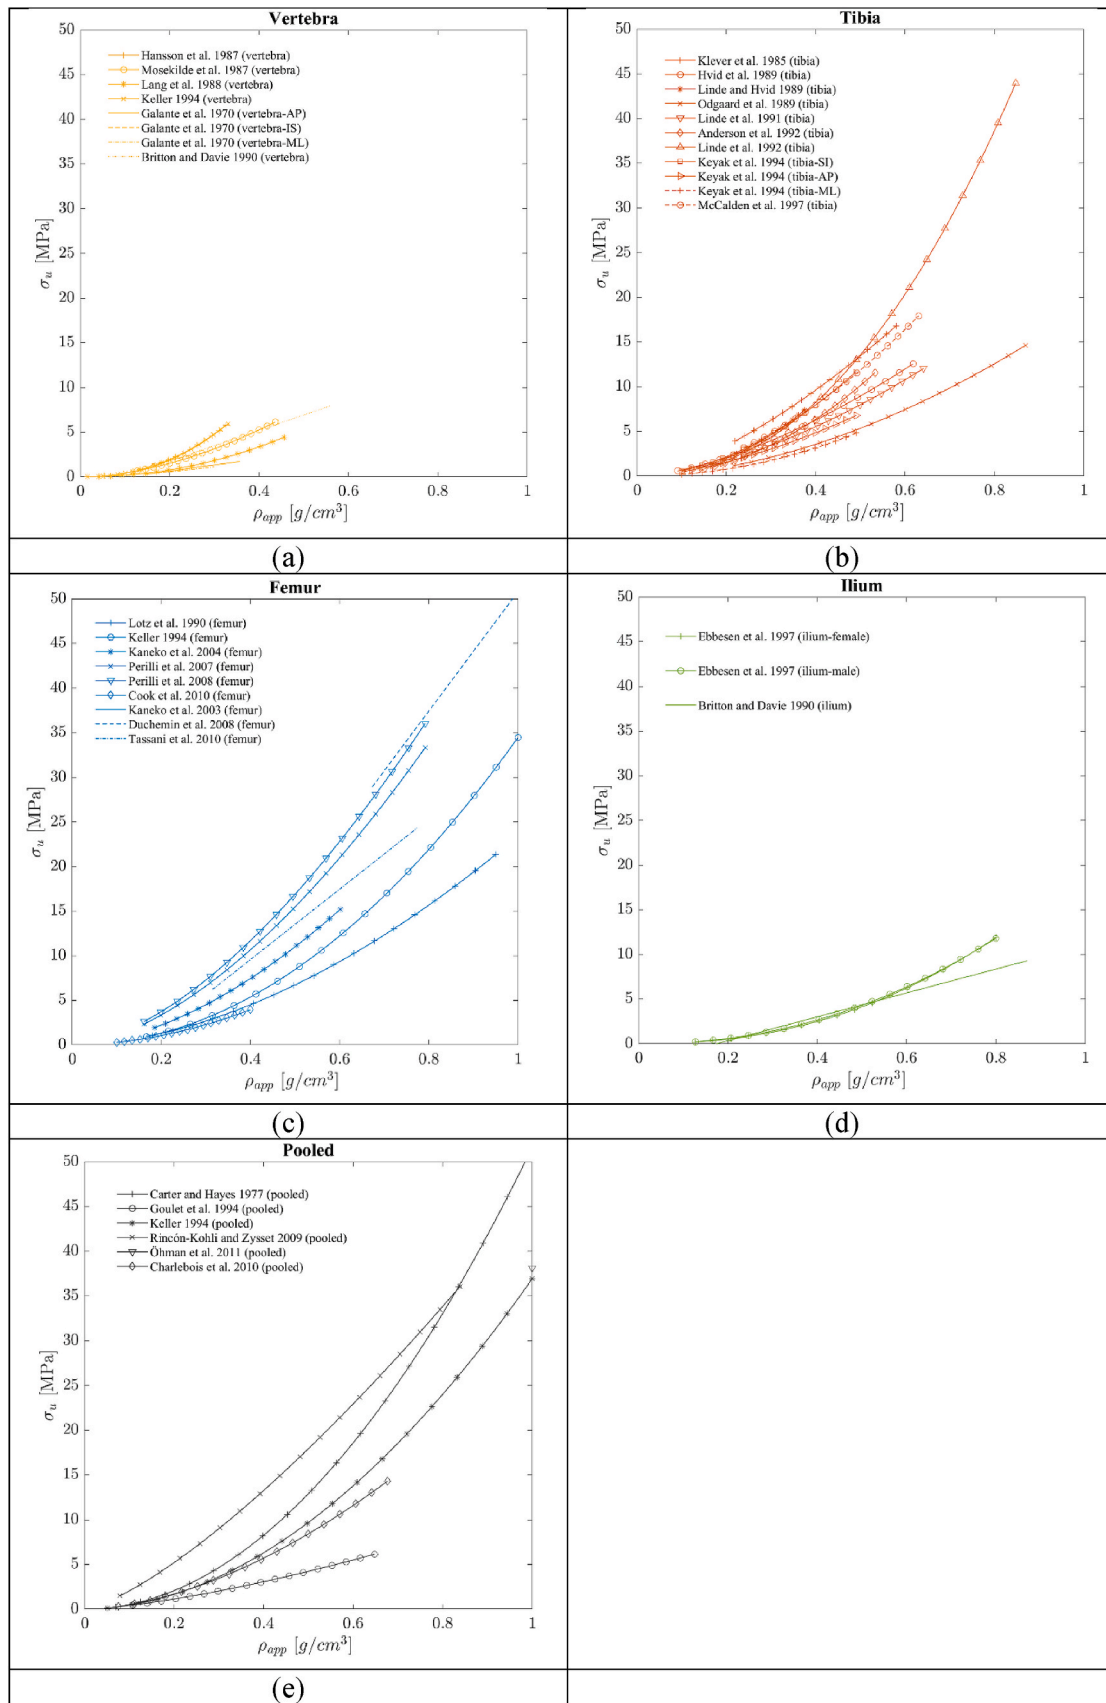 Vertebra
50
45
40
35
30
25
20
15
10
5
0
Hansson et al. 1987 (vertebra)
Mosekilde et al. 1987 (vertebra)
Lang et al. 1988 (vertebra)
Keller 1994 (vertebra)
Galante et al. 1970 (vertebra-AP)
Galante et al. 1970 (vertebra-IS)
Galante et al. 1970 (vertebra-ML)
Britton and Davie 1990 (vertebra)
σu [MPa]
0 0.2 0.4 0.6 0.8 1
ρapp [g/cm³]
(a)
Tibia
50
45
40
35
30
25
20
15
10
5
0
Klever et al. 1985 (tibia)
Hvid et al. 1989 (tibia)
Linde and Hvid 1989 (tibia)
Odgaard et al. 1989 (tibia)
Linde et al. 1991 (tibia)
Anderson et al. 1992 (tibia)
Linde et al. 1992 (tibia)
Keyak et al. 1994 (tibia-SI)
Keyak et al. 1994 (tibia-AP)
Keyak et al. 1994 (tibia-ML)
McCalden et al. 1997 (tibia)
σu [MPa]
0 0.2 0.4 0.6 0.8 1
ρapp [g/cm³]
(b)
Femur
50
45
40
35
30
25
20
15
10
5
0
Lotz et al. 1990 (femur)
Keller 1994 (femur)
Kaneko et al. 2004 (femur)
Perilli et al. 2007 (femur)
Perilli et al. 2008 (femur)
Cook et al. 2010 (femur)
Kaneko et al. 2003 (femur)
Duchemin et al. 2008 (femur)
Tassani et al. 2010 (femur)
σu [MPa]
0 0.2 0.4 0.6 0.8 1
ρapp [g/cm³]
(c)
Ilium
50
45
40
35
30
25
20
15
10
5
0
Ebbesen et al. 1997 (ilium-female)
Ebbesen et al. 1997 (ilium-male)
Britton and Davie 1990 (ilium)
σu [MPa]
0 0.2 0.4 0.6 0.8 1
ρapp [g/cm³]
(d)
Pooled
50
45
40
35
30
25
20
15
10
5
0
Carter and Hayes 1977 (pooled)
Goulet et al. 1994 (pooled)
Keller 1994 (pooled)
Rincón-Kohli and Zysset 2009 (pooled)
Öhman et al. 2011 (pooled)
Charlebois et al. 2010 (pooled)
σu [MPa]
0 0.2 0.4 0.6 0.8 1
ρapp [g/cm³]
(e)